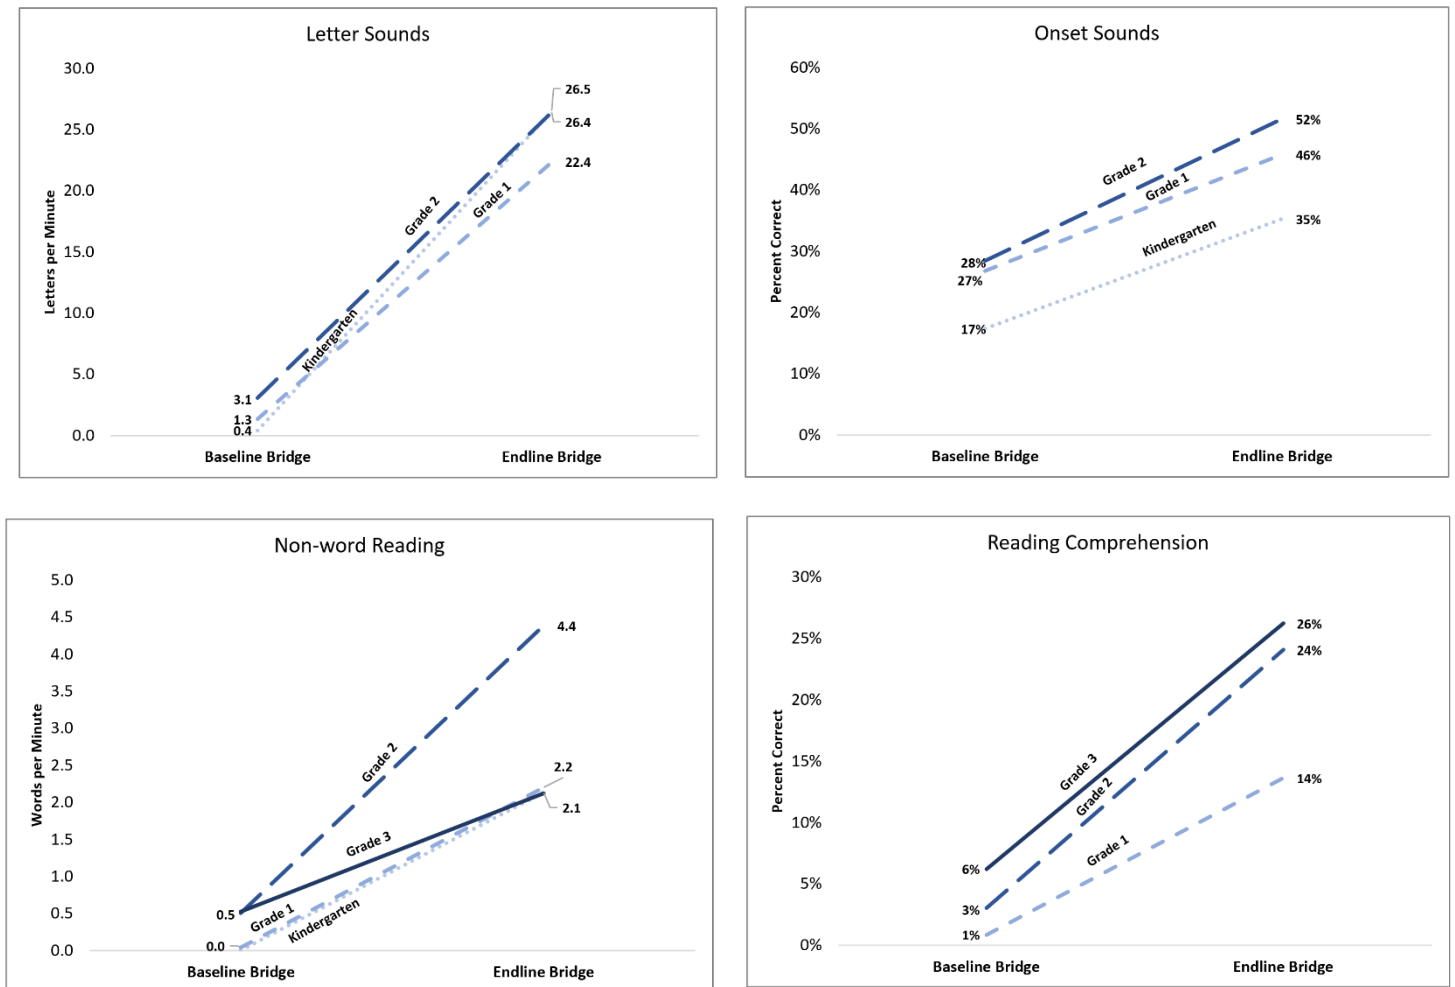 Letter Sounds
30.0
25.0
20.0
15.0
10.0
5.0
0.0
Letters per Minute
26.5
26.4
22.4
Grade 2
Grade 1
Kindergarten
3.1
1.3
0.4
Baseline Bridge
Endline Bridge
Onset Sounds
60%
50%
40%
30%
20%
10%
0%
Percent Correct
52%
46%
35%
Grade 2
Grade 1
Kindergarten
28%
27%
17%
Baseline Bridge
Endline Bridge
Non-word Reading
5.0
4.5
4.0
3.5
3.0
2.5
2.0
1.5
1.0
0.5
0.0
Words per Minute
4.4
2.2
2.1
Grade 2
Grade 3
Grade 1
Kindergarten
0.5
0.0
Baseline Bridge
Endline Bridge
Reading Comprehension
30%
25%
20%
15%
10%
5%
0%
Percent Correct
26%
24%
14%
Grade 3
Grade 2
Grade 1
6%
3%
1%
Baseline Bridge
Endline Bridge